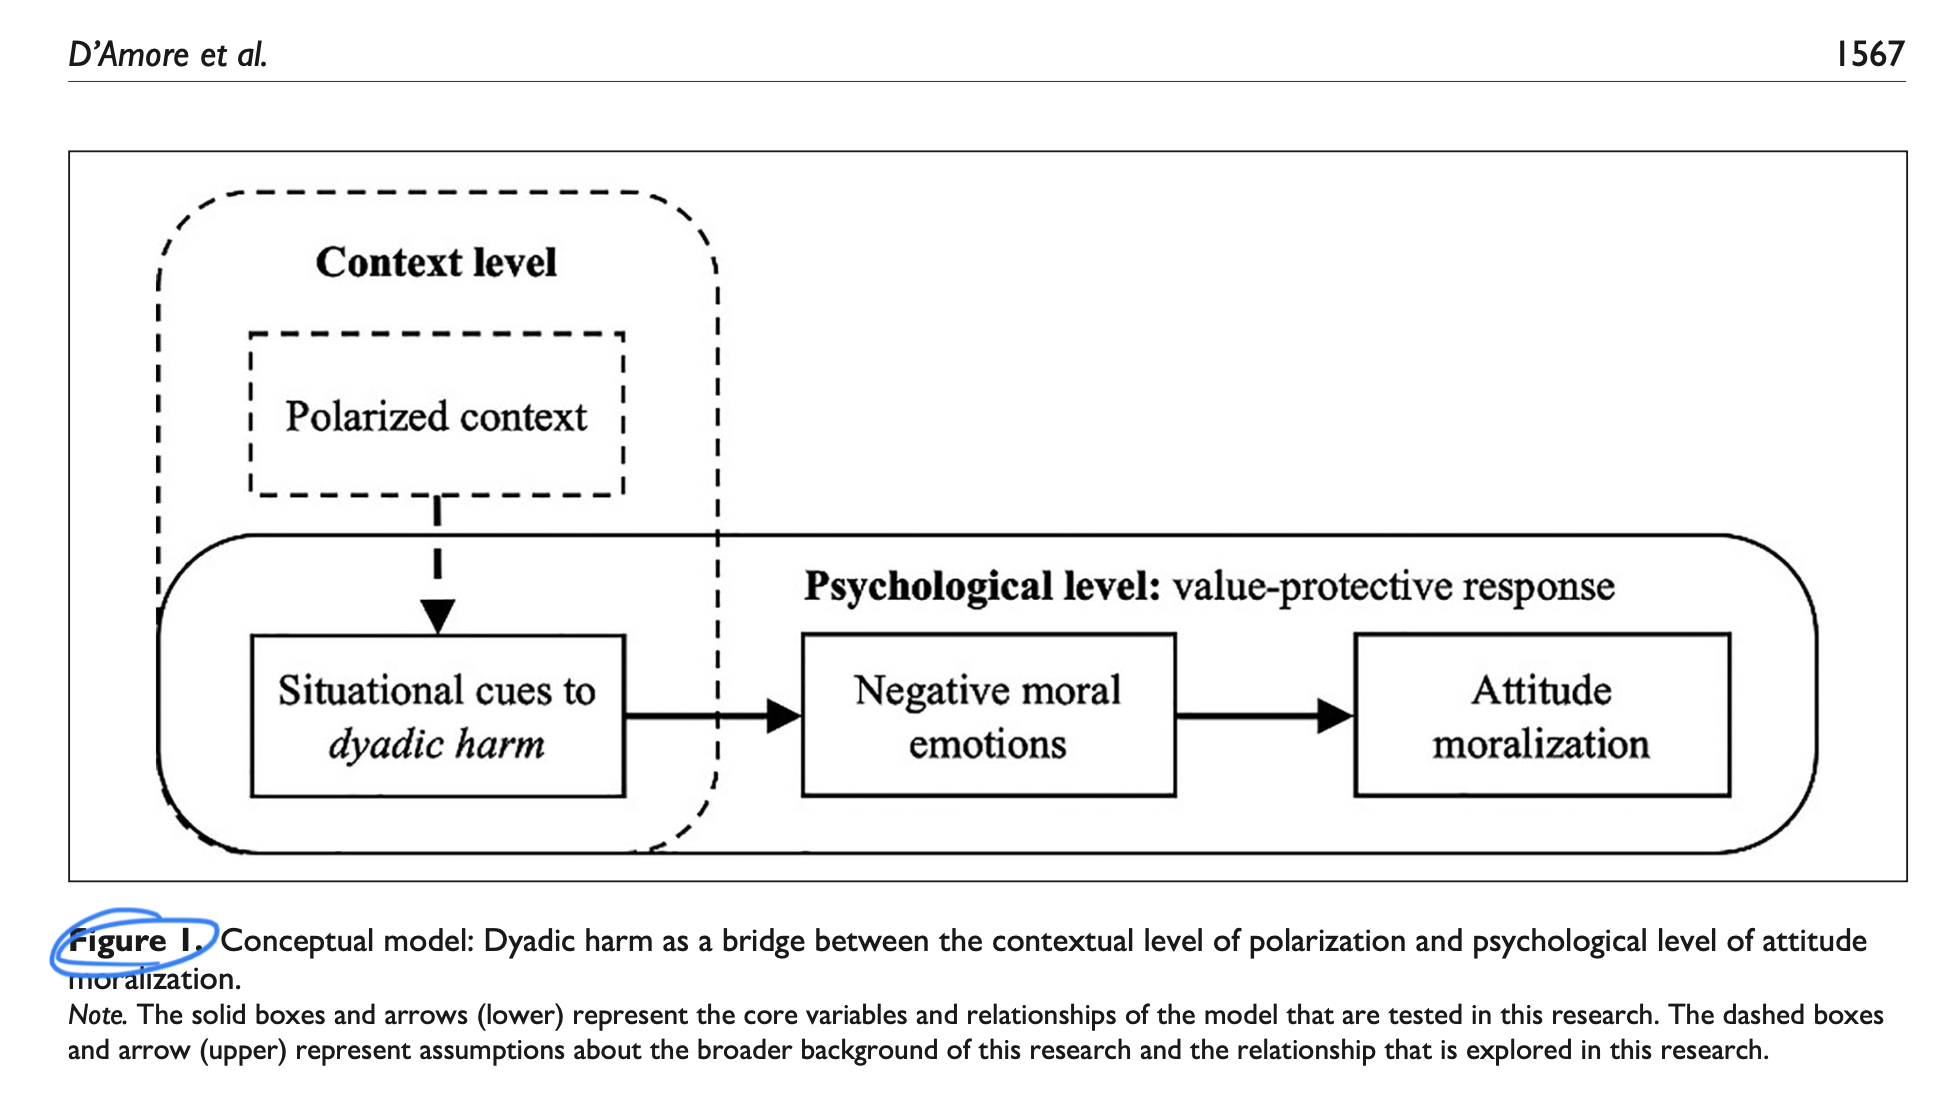 D’Amore et al.
1567
Context level
Polarized context
Psychological level: value-protective response
Situational cues to
dyadic harm
Negative moral
emotions
Attitude
moralization
Figure 1. Conceptual model: Dyadic harm as a bridge between the contextual level of polarization and psychological level of attitude
moralization.
Note. The solid boxes and arrows (lower) represent the core variables and relationships of the model that are tested in this research. The dashed boxes
and arrow (upper) represent assumptions about the broader background of this research and the relationship that is explored in this research.